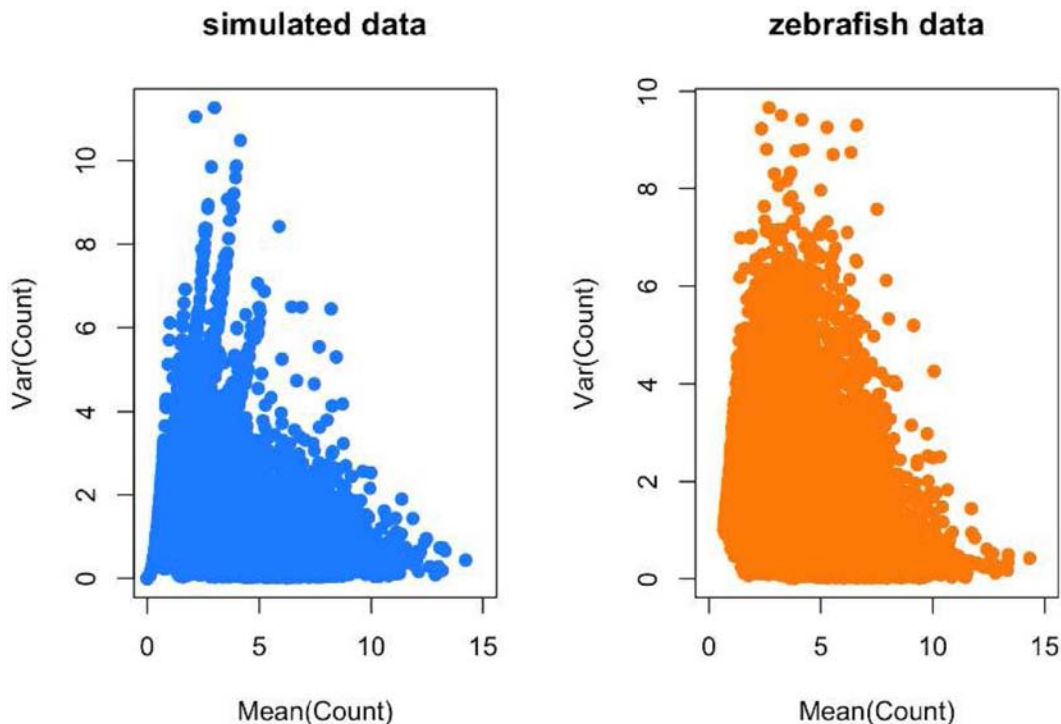 simulated data
zebrafish data
Var(Count)
0 2 4 6 8 10
0 5 10 15
Mean(Count)
Var(Count)
0 2 4 6 8 10
0 5 10 15
Mean(Count)